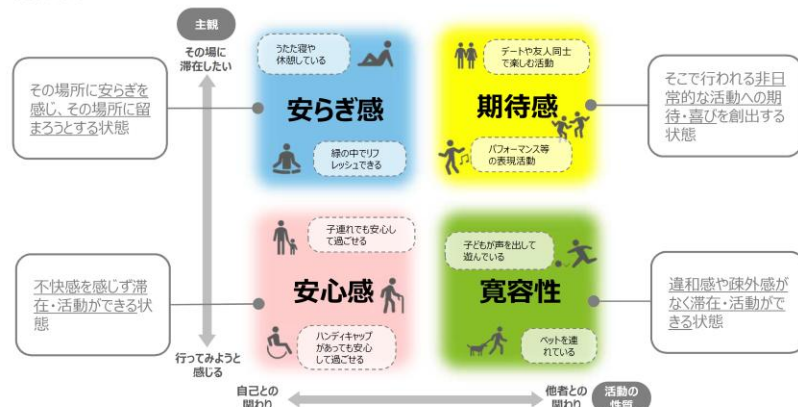 主観
その場に
滞在したい
その場所に安らぎを
感じ、その場所に留
まろうとする状態
うたた寝や
休憩している
安らぎ感
緑の中でリフ
レッシュできる
デートや友人同士
で楽しむ活動
期待感
パフォーマンス等
の表現活動
そこで行われる非日
常的な活動への期
待・喜びを創出する
状態
不快感を感じず滞
在・活動ができる状
態
子連れでも安心し
て過ごせる
安心感
ハンディキャップ
があっても安心
して過ごせる
子どもが声を出して
遊んでいる
寛容性
ペットを連
れている
違和感や疎外感が
なく滞在・活動がで
きる状態
行ってみようと
感じる
自己との
関わり
他者との
関わり
活動の
性質